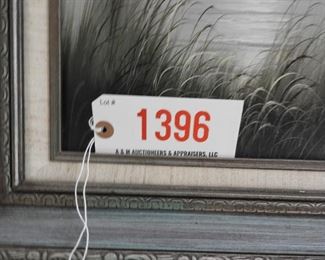 Lot #
1396
A & M AUCTIONEERS & APPRAISERS, LLC